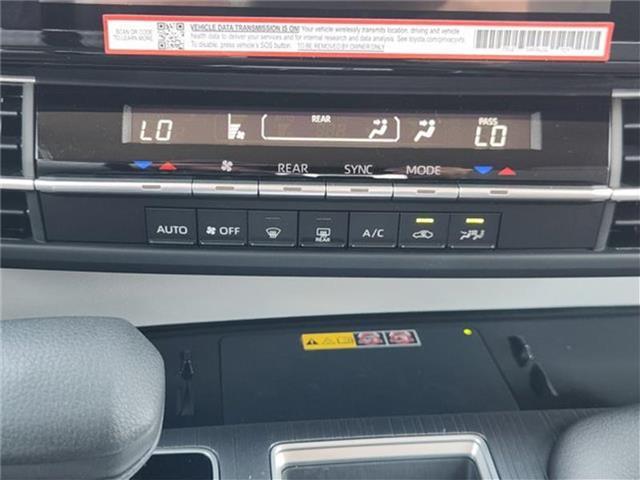 SCAN QR CODE
TO LEARN MORE
VEHICLE DATA TRANSMISSION IS ON! Your vehicle wirelessly transmits location, driving and vehicle
health data to deliver your services and for internal research and data analysis. See toyota.com/privacyvts.
To disable, press vehicle's SOS button. TO BE REMOVED BY OWNER ONLY
LO
REAR
PASS
LO
REAR
SYNC
MODE
AUTO
OFF
REAR
A/C